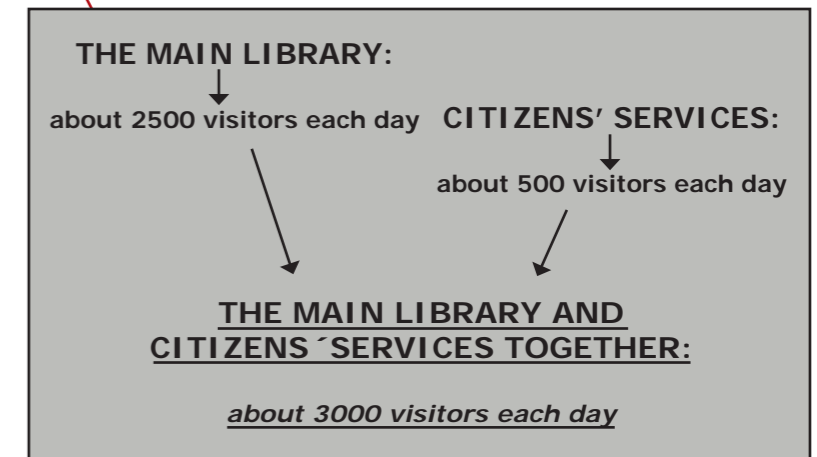 THE MAIN LIBRARY:
about 2500 visitors each day
CITIZENS’ SERVICES:
about 500 visitors each day
THE MAIN LIBRARY AND
CITIZENS ´SERVICES TOGETHER:
about 3000 visitors each day